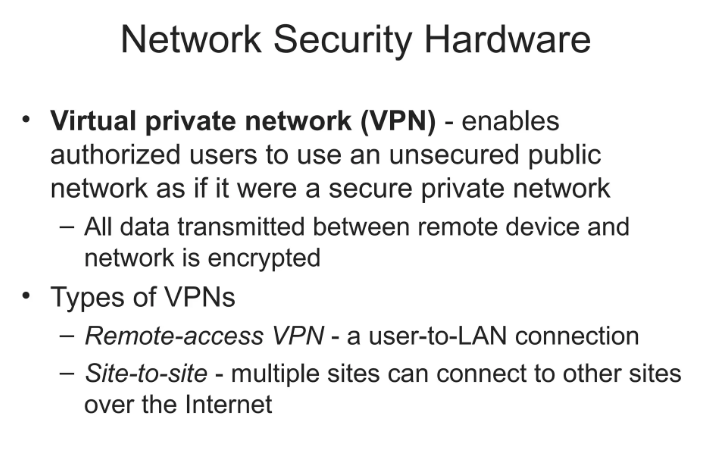 Network Security Hardware
• Virtual private network (VPN) - enables
authorized users to use an unsecured public
network as if it were a secure private network
– All data transmitted between remote device and
network is encrypted
• Types of VPNs
– Remote-access VPN - a user-to-LAN connection
– Site-to-site - multiple sites can connect to other sites
over the Internet